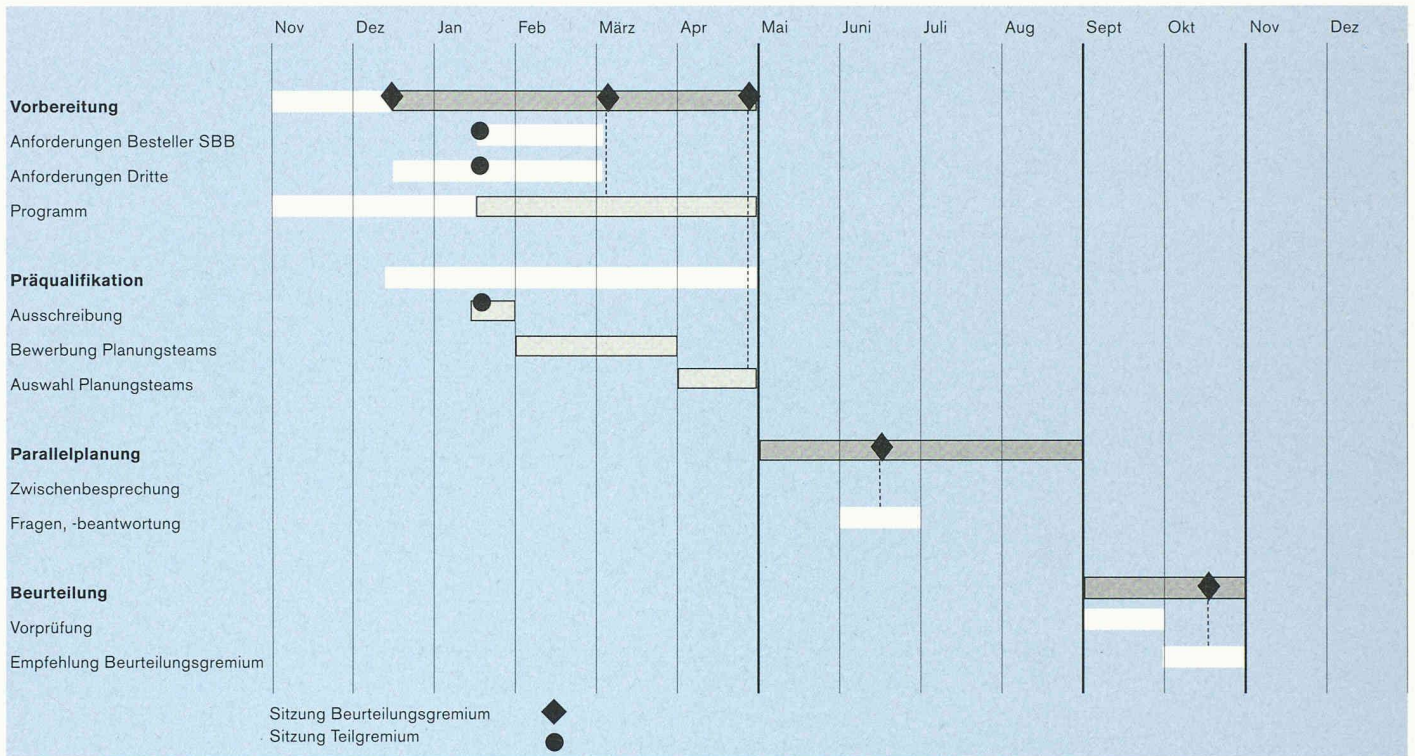 Nov Dez Jan Feb März Apr Mai Juni Juli Aug Sept Okt Nov Dez
Vorbereitung
Anforderungen Besteller SBB
Anforderungen Dritte
Programm
Präqualifikation
Ausschreibung
Bewerbung Planungsteams
Auswahl Planungsteams
Parallelplanung
Zwischenbesprechung
Fragen, -beantwortung
Beurteilung
Vorprüfung
Empfehlung Beurteilungsgremium
Sitzung Beurteilungsgremium
Sitzung Teilgremium